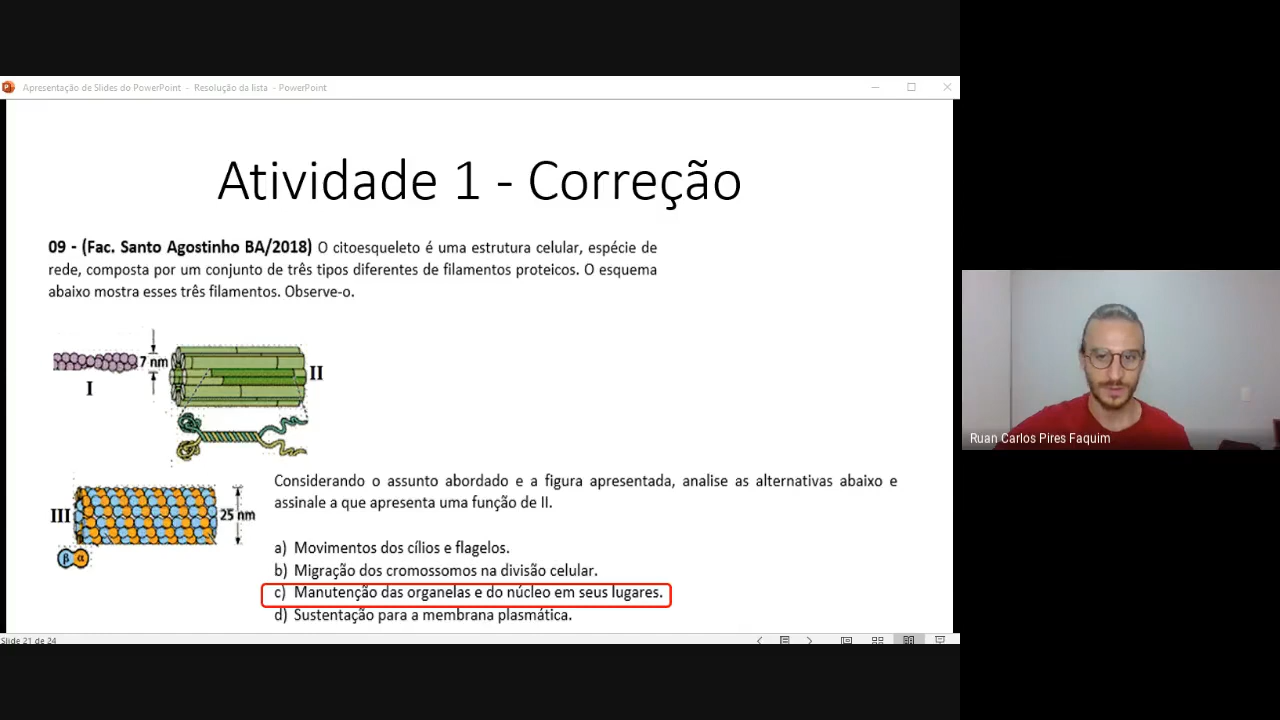 Apresentação de Slides do PowerPoint - Resolução da lista - PowerPoint
Atividade 1 - Correção
09 - (Fac. Santo Agostinho BA/2018) O citoesqueleto é uma estrutura celular, espécie de
rede, composta por um conjunto de três tipos diferentes de filamentos proteicos. O esquema
abaixo mostra esses três filamentos. Observe-o.
7 nm
I
II
III
25 nm
β α
Considerando o assunto abordado e a figura apresentada, analise as alternativas abaixo e
assinale a que apresenta uma função de II.
a) Movimentos dos cílios e flagelos.
b) Migração dos cromossomos na divisão celular.
c) Manutenção das organelas e do núcleo em seus lugares.
d) Sustentação para a membrana plasmática.
Slide 21 de 24
Ruan Carlos Pires Faquim